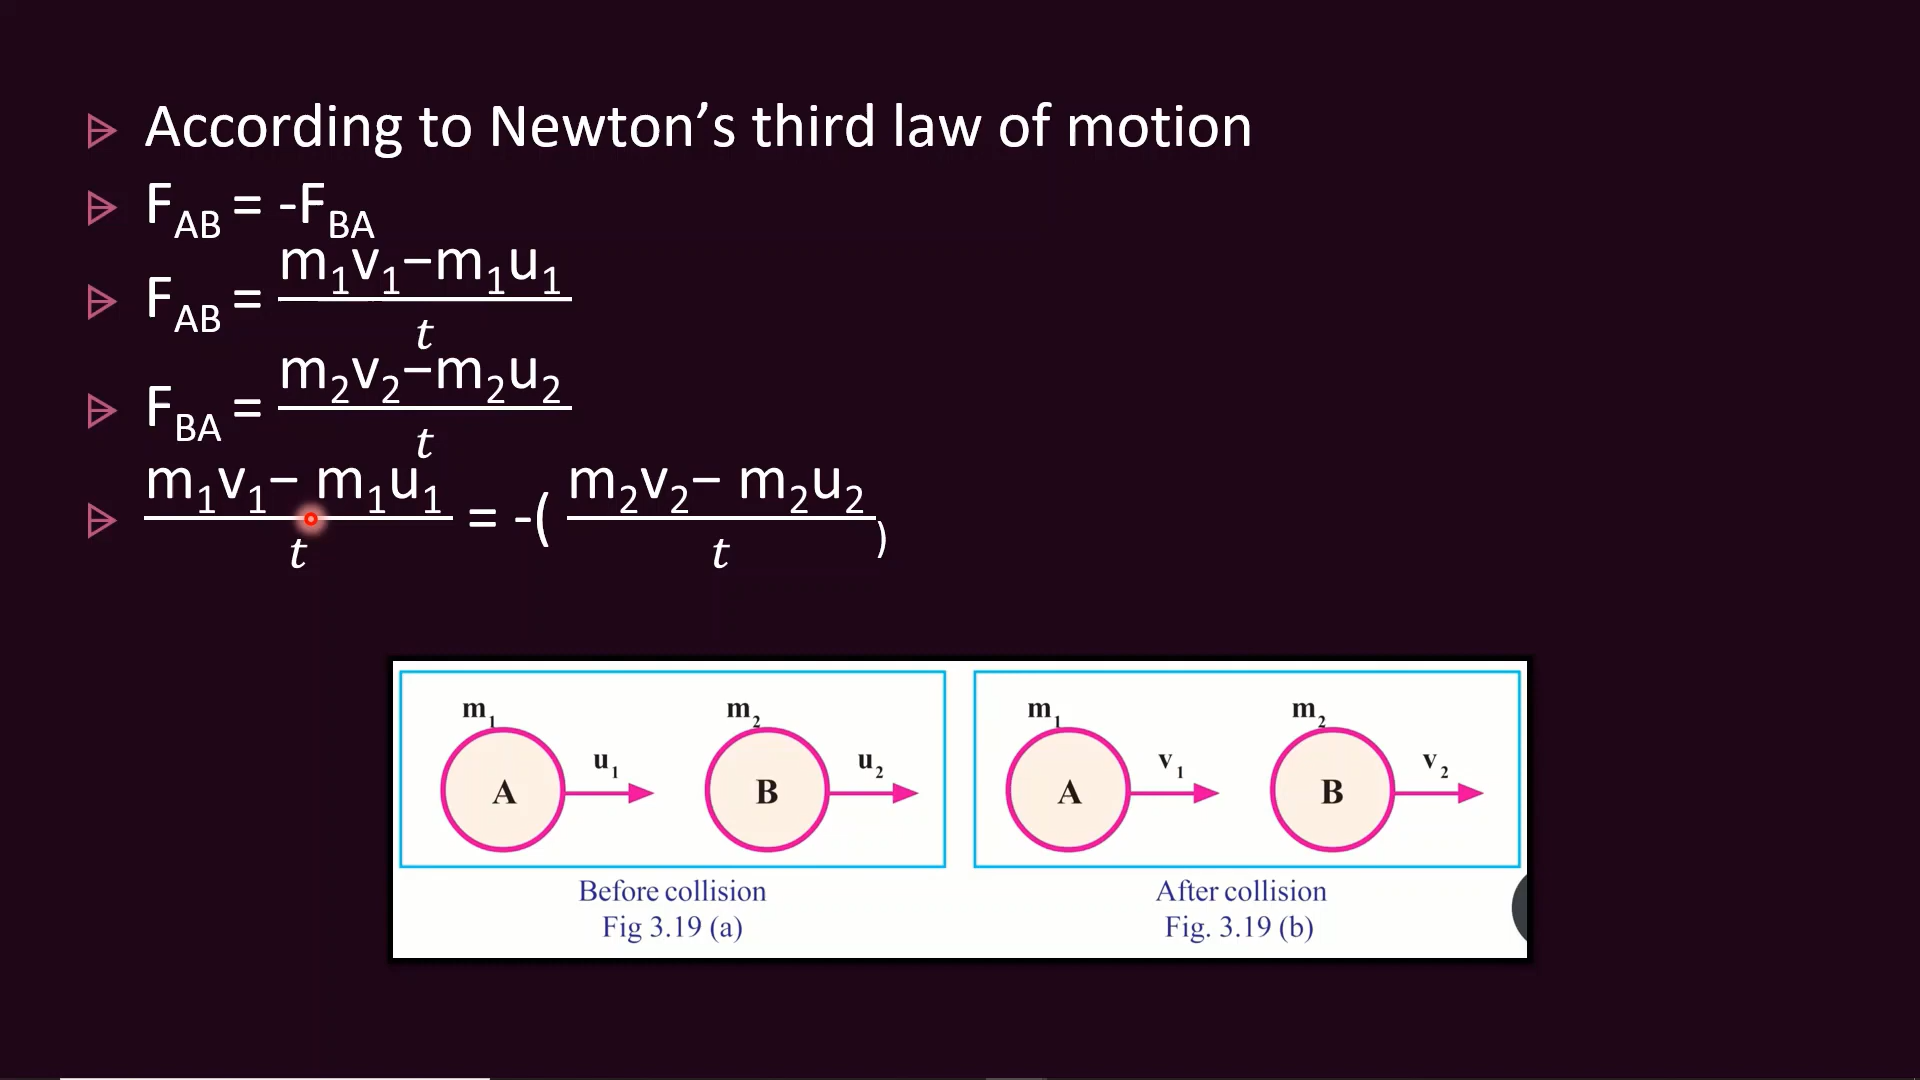 According to Newton’s third law of motion
F_AB = -F_BA
F_AB = m₁v₁−m₁u₁ / t
F_BA = m₂v₂−m₂u₂ / t
m₁v₁− m₁u₁ / t = -( m₂v₂− m₂u₂ / t )
m₁ m₂ m₁ m₂
u₁ u₂ v₁ v₂
A B A B
Before collision After collision
Fig 3.19 (a) Fig. 3.19 (b)